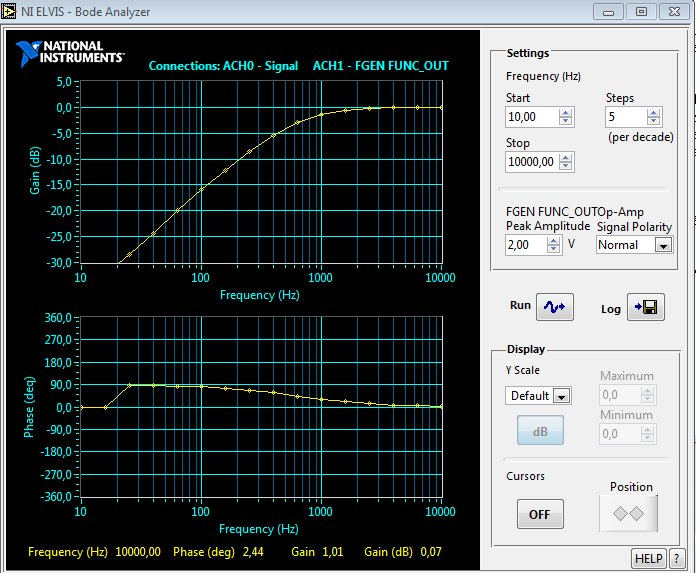 NI ELVIS - Bode Analyzer
NATIONAL
INSTRUMENTS
Connections: ACH0 - Signal ACH1 - FGEN FUNC_OUT
5,0
0,0
-5,0
-10,0
-15,0
-20,0
-25,0
-30,0
Gain (dB)
10 100 1000 10000
Frequency (Hz)
360,0
270,0
180,0
90,0
0,0
-90,0
-180,0
-270,0
-360,0
Phase (deq)
10 100 1000 10000
Frequency (Hz)
Frequency (Hz) 10000,00 Phase (deg) 2,44 Gain 1,01 Gain (dB) 0,07
Settings
Frequency (Hz)
Start Steps
10,00 5
Stop (per decade)
10000,00
FGEN FUNC_OUT Op-Amp
Peak Amplitude Signal Polarity
2,00 V Normal
Run Log
Display
Y Scale Maximum
Default 0,0
Minimum
dB 0,0
Cursors
Position
OFF
HELP ?